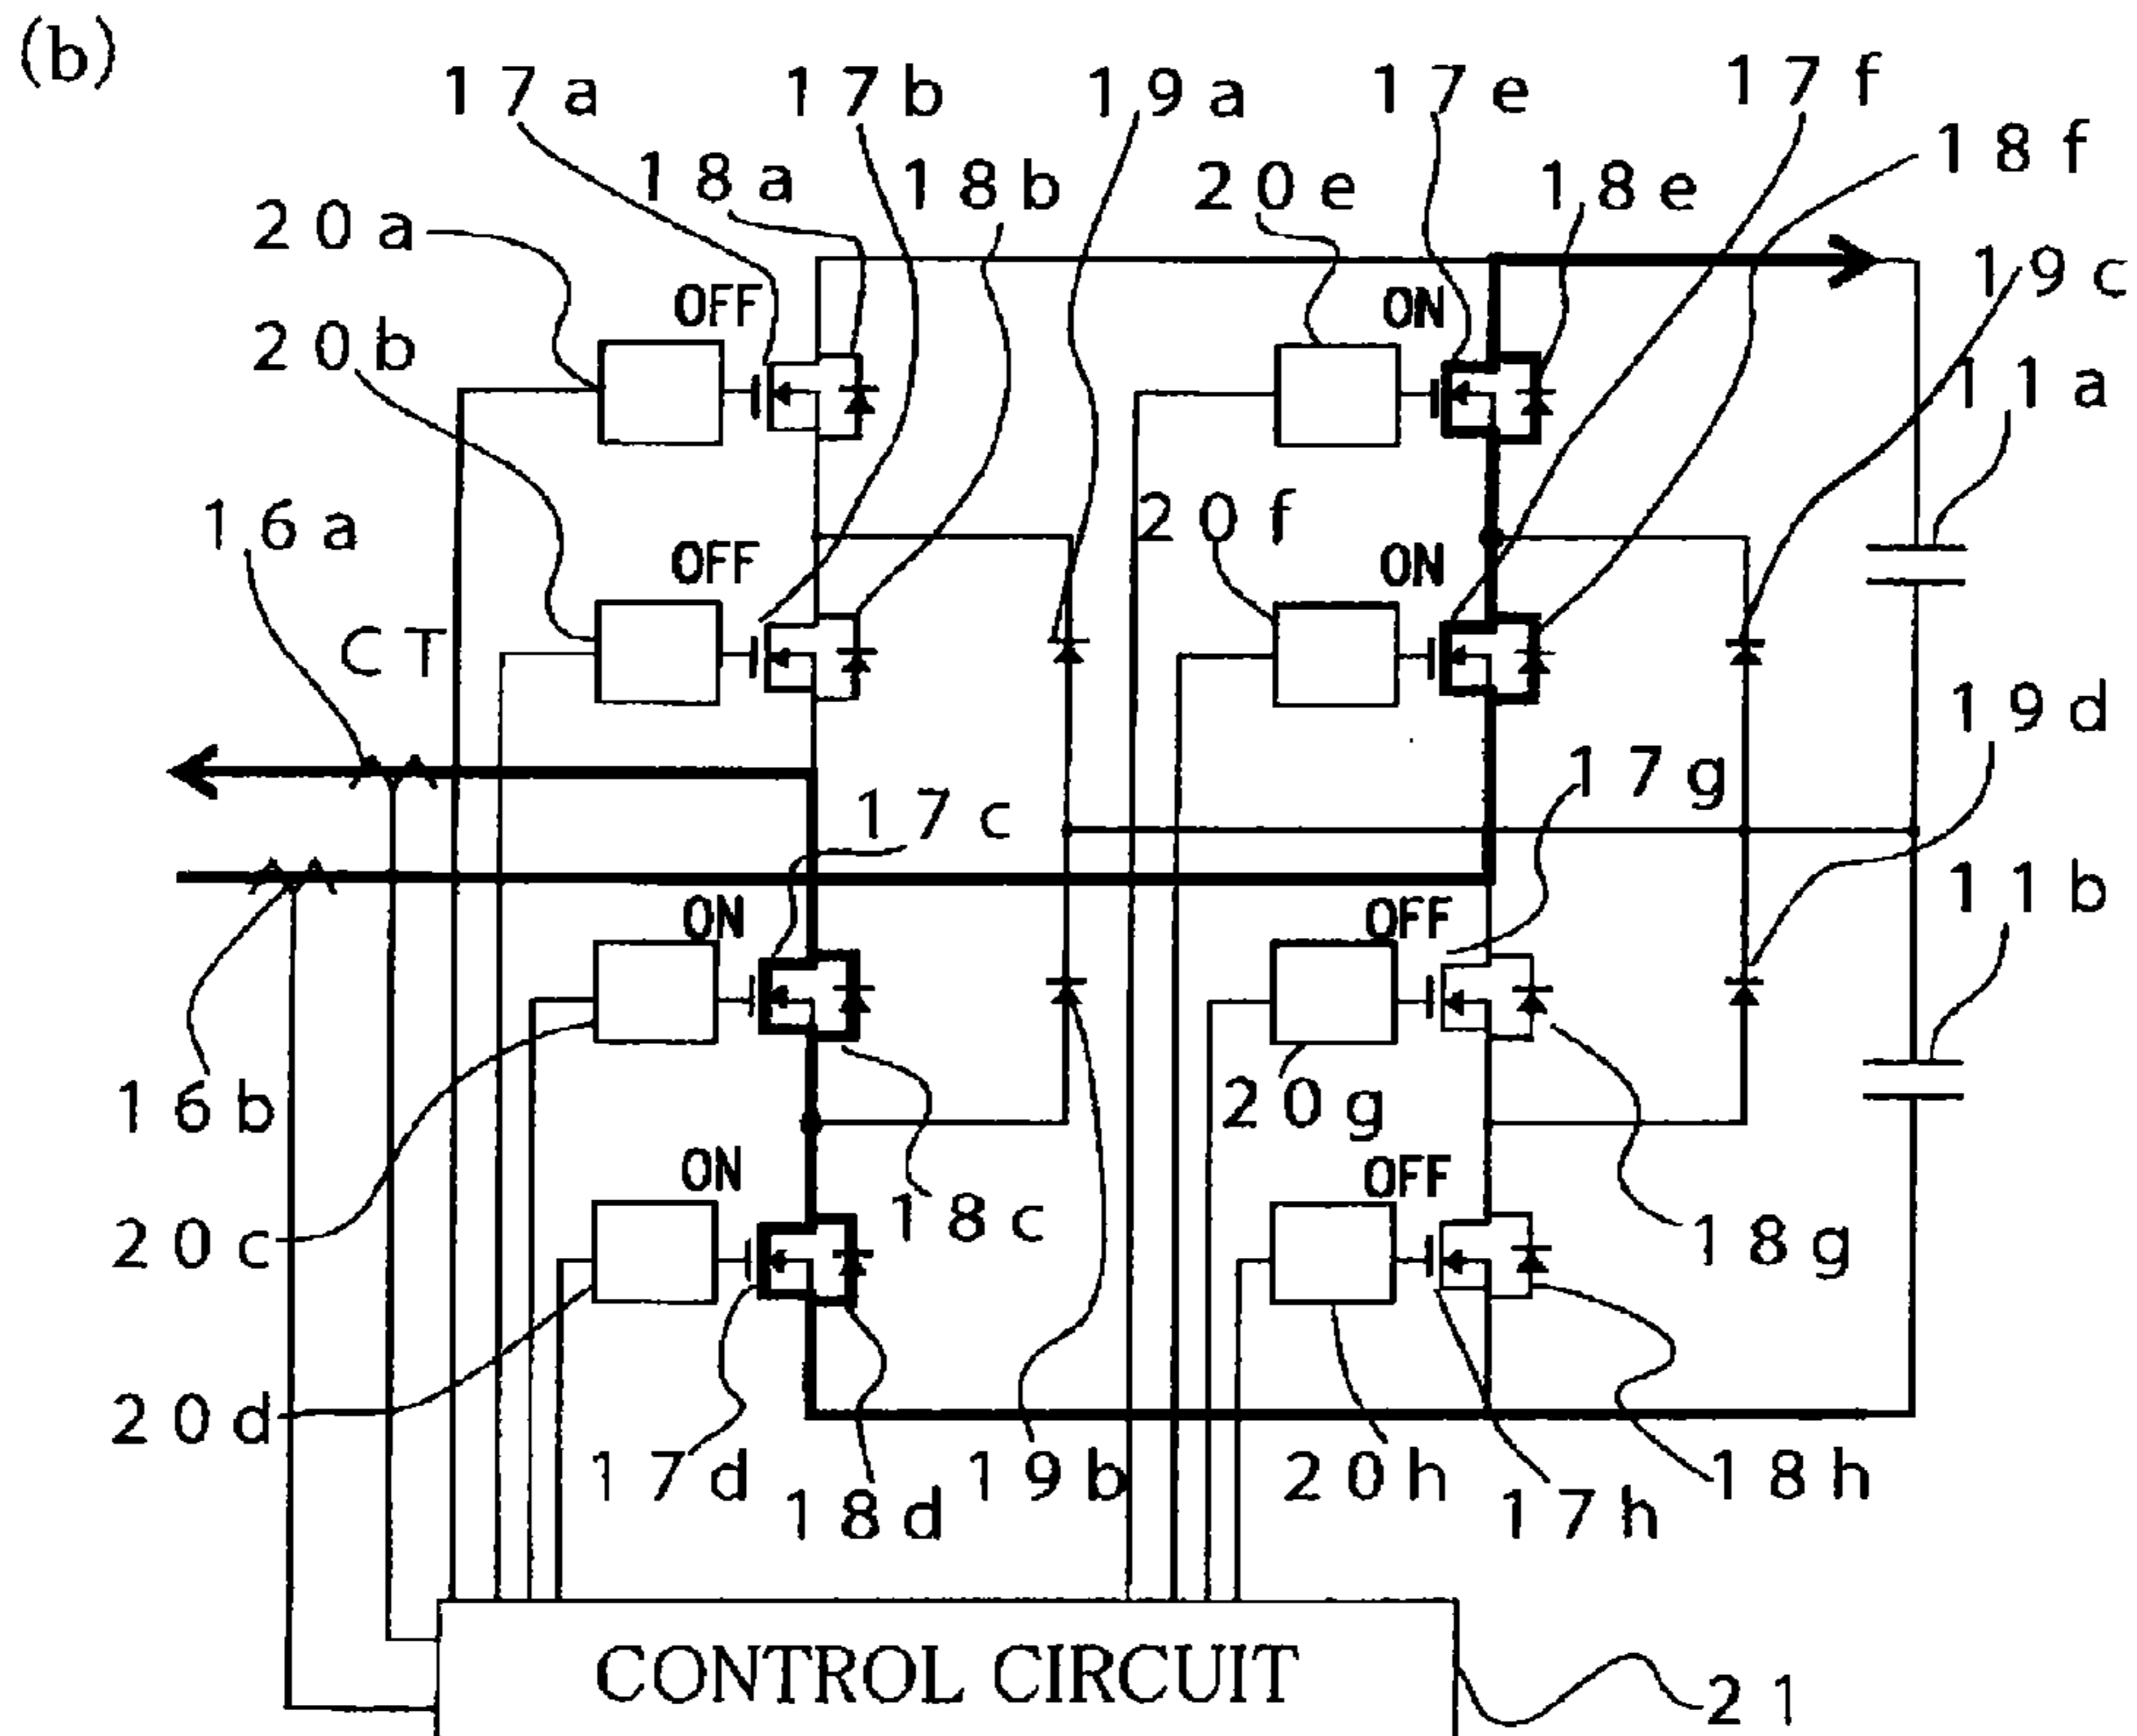 (b)
17a 17b 19a 17e 17f
18a 18b 20e 18e 18f
20a 19c
OFF ON
20b 11a
16a 20f
OFF ON
CT
19d
17g
17c
11b
ON OFF
16b 20g
ON OFF
20c 18c 18g
20d
17d 18d 19b 20h 17h 18h
CONTROL CIRCUIT
21